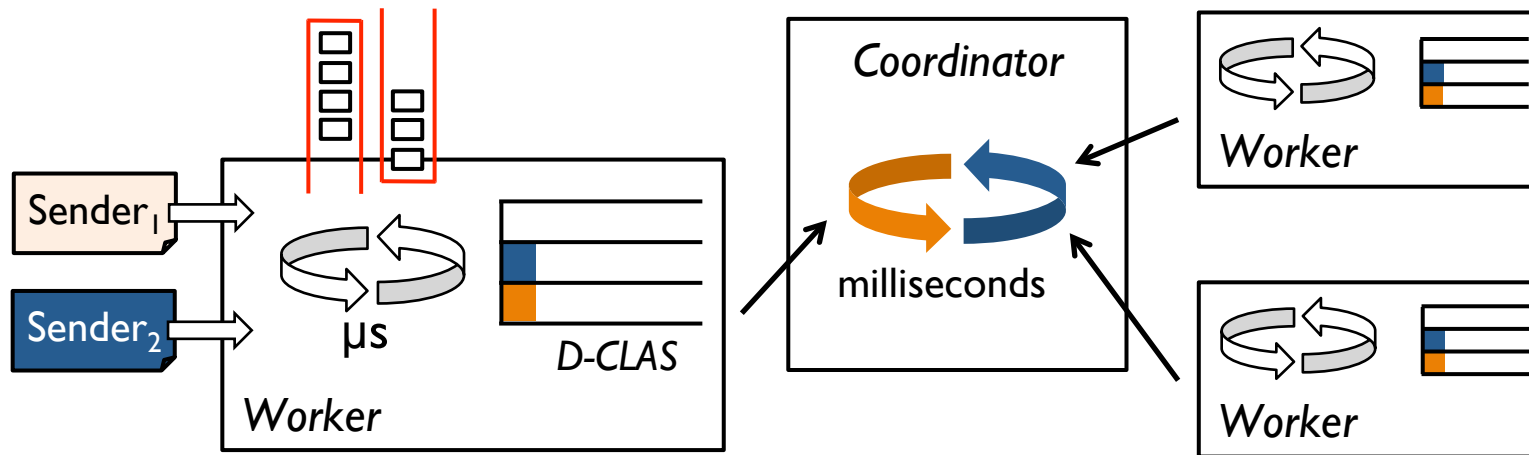 Sender₁
Sender₂
µs
D-CLAS
Worker
Coordinator
milliseconds
Worker
Worker